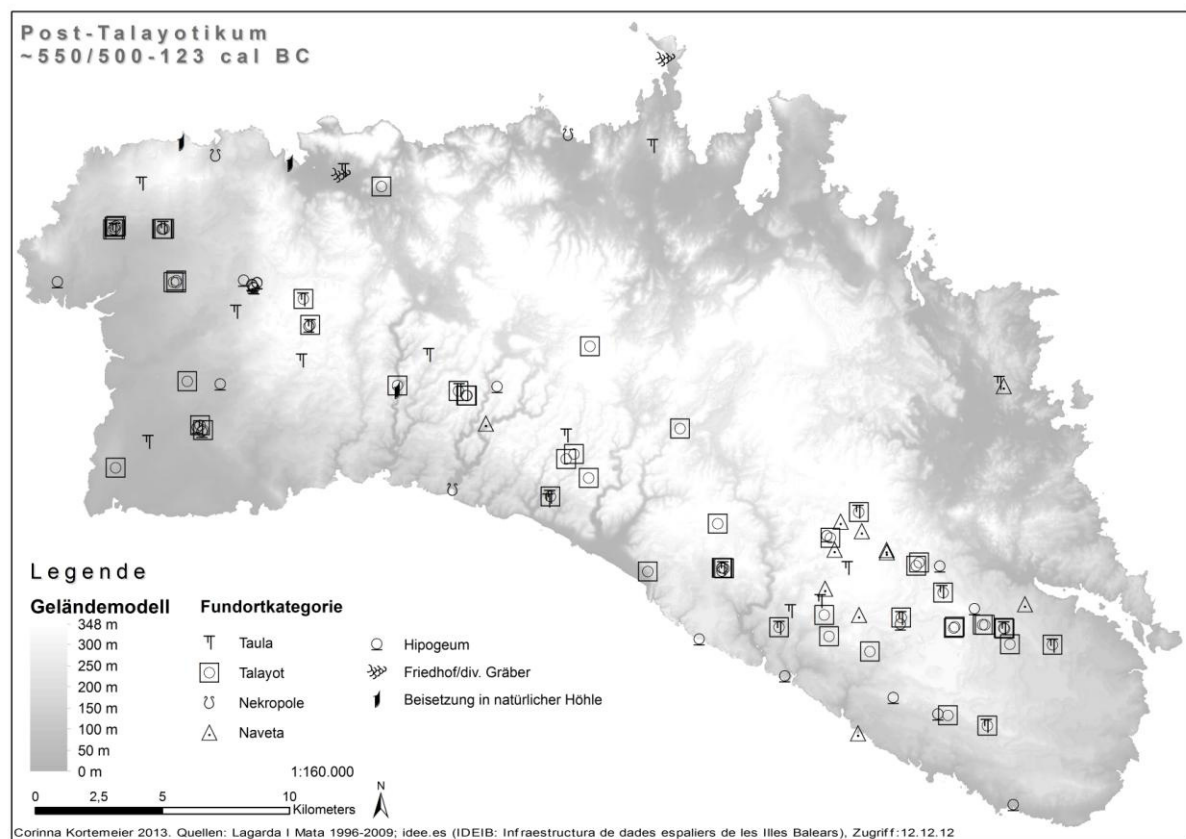 Post-Talayotikum
~550/500-123 cal BC
Legende
Geländemodell
348 m
300 m
250 m
200 m
150 m
100 m
50 m
0 m
Fundortkategorie
Taula
Talayot
Nekropole
Naveta
Hipogeum
Friedhof/div. Gräber
Beisetzung in natürlicher Höhle
1:160.000
0 2,5 5 10
Kilometers
N
Corinna Kortemeier 2013. Quellen: Lagarda I Mata 1996-2009; idee.es (IDEIB: Infraestructura de dades espaliers de les Illes Balears), Zugriff:12.12.12